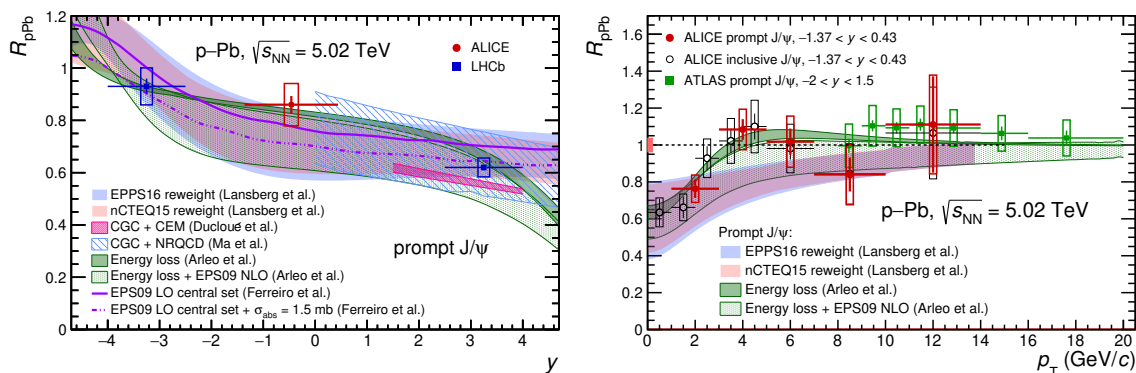 R_pPb
p–Pb, √s_NN = 5.02 TeV
ALICE
LHCb
EPPS16 reweight (Lansberg et al.)
nCTEQ15 reweight (Lansberg et al.)
CGC + CEM (Ducloué et al.)
CGC + NRQCD (Ma et al.)
Energy loss (Arleo et al.)
Energy loss + EPS09 NLO (Arleo et al.)
EPS09 LO central set (Ferreiro et al.)
EPS09 LO central set + σ_abs = 1.5 mb (Ferreiro et al.)
prompt J/ψ
1.2
1
0.8
0.6
0.4
0.2
0
−4 −3 −2 −1 0 1 2 3 4
y
R_pPb
ALICE prompt J/ψ, −1.37 < y < 0.43
ALICE inclusive J/ψ, −1.37 < y < 0.43
ATLAS prompt J/ψ, −2 < y < 1.5
p–Pb, √s_NN = 5.02 TeV
Prompt J/ψ:
EPPS16 reweight (Lansberg et al.)
nCTEQ15 reweight (Lansberg et al.)
Energy loss (Arleo et al.)
Energy loss + EPS09 NLO (Arleo et al.)
1.6
1.4
1.2
1
0.8
0.6
0.4
0.2
0
0 2 4 6 8 10 12 14 16 18 20
p_T (GeV/c)